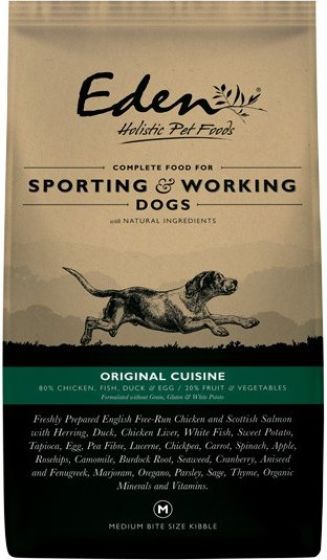 Eden
Holistic Pet Foods
COMPLETE FOOD FOR
SPORTING & WORKING
DOGS
with NATURAL INGREDIENTS
ORIGINAL CUISINE
80% CHICKEN, FISH, DUCK & EGG / 20% FRUIT & VEGETABLES
Formulated without Grain, Gluten & White Potato
Freshly Prepared English Free-Run Chicken and Scottish Salmon
with Herring, Duck, Chicken Liver, White Fish, Sweet Potato,
Tapioca, Egg, Pea Fibre, Lucerne, Chickpea, Carrot, Spinach, Apple,
Rosehips, Camomile, Burdock Root, Seaweed, Cranberry, Aniseed
and Fenugreek, Marjoram, Oregano, Parsley, Sage, Thyme, Organic
Minerals and Vitamins.
M
MEDIUM BITE SIZE KIBBLE